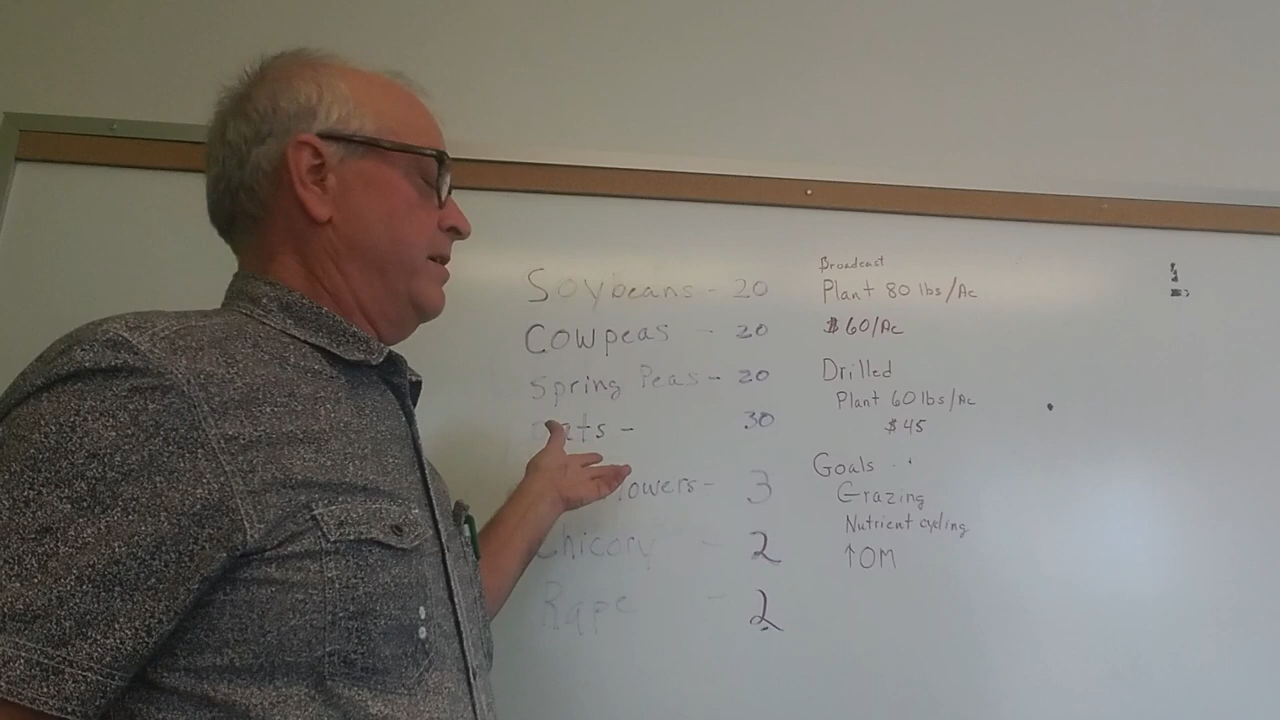 Soybeans - 20
Cowpeas - 20
Spring Peas - 20
Oats - 30
lowers - 3
Chicory - 2
Rape - 2
Broadcast
Plant 80 lbs/Ac
$60/Ac
Drilled
Plant 60 lbs/Ac
$45
Goals
Grazing
Nutrient cycling
↑OM